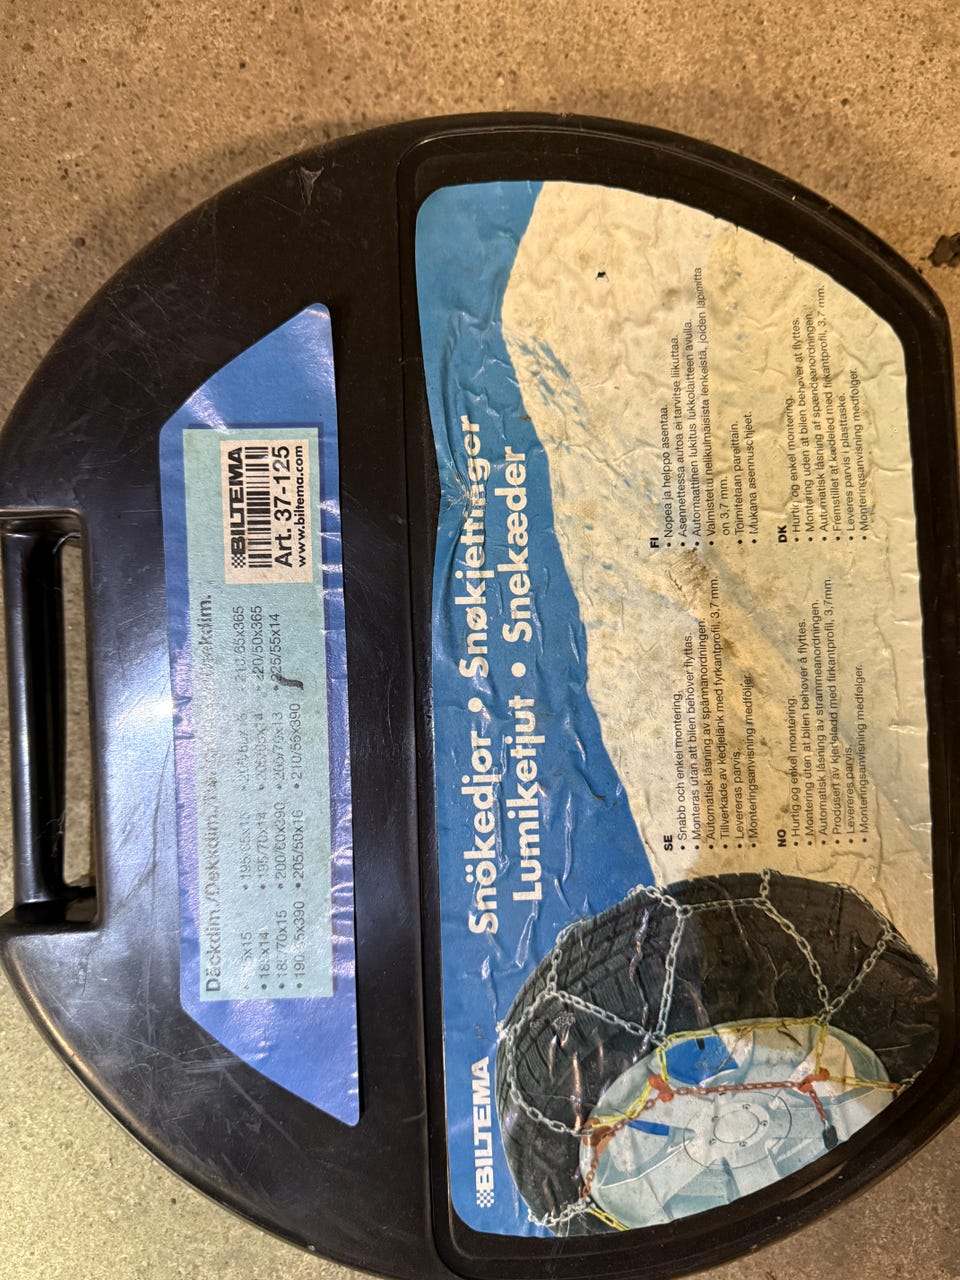 BILTEMA
Art. 37-125
www.biltema.com
Däckdim./Dekkdim.
• 195/65x15
• 210/65x365
• 185x14
• 195/70x14
• 220/50x365
• 185/70x15
• 200/60x390
• 225/55x14
• 205/50x16
• 210/55x390
Snökedjor • Snøkjettinger
Lumiketjut • Snekæder
BILTEMA
SE
• Snabb och enkel montering.
• Monteras utan att bilen behöver flyttas.
• Automatisk låsning av spännanordningen.
• Tillverkade av kedjelänk med fyrkantprofil, 3,7 mm.
• Levereras parvis.
• Monteringsanvisning medföljer.
FI
• Nopea ja helppo asentaa.
• Asennettessa autoa ei tarvitse liikuttaa.
• Automaattinen lukitus lukkolaitteen avulla.
• Valmistettu nelikulmaisista lenkeistä, joiden läpimitta
on 3,7 mm.
• Toimitetaan pareittain.
• Mukana asennusohjeet.
NO
• Hurtig og enkel montering.
• Montering uten at bilen behøver å flyttes.
• Automatisk låsning av strammeanordningen.
• Produsert av kjetteledd med firkantprofil, 3,7mm.
• Levereres parvis.
• Monteringsanvisning medfølger.
DK
• Hurtig og enkel montering.
• Montering uden at bilen behøver at flyttes.
• Automatisk låsning af spændeanordningen.
• Fremstillet af kædeled med firkantprofil, 3,7 mm.
• Leveres parvis i plasttaske.
• Monteringsanvisning medfølger.